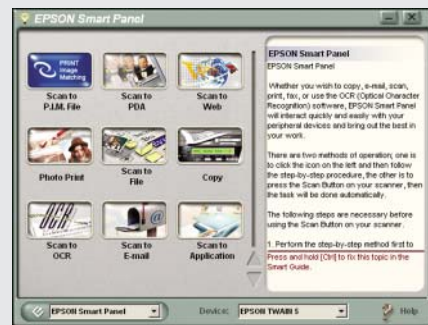 EPSON Smart Panel
PRINT
Image
Matching
Scan to
P.I.M. File
Scan to
PDA
Scan to
Web
Photo Print
Scan to
File
Copy
OCR
Scan to
OCR
Scan to
E-mail
Scan to
Application
EPSON Smart Panel
EPSON Smart Panel
Whether you wish to copy, e-mail, scan,
print, fax, or use the OCR (Optical Character
Recognition) software, EPSON Smart Panel
will interact quickly and easily with your
peripheral devices and bring out the best in
your work.
There are two methods of operation; one is
to click the icon on the left and then follow
the step-by-step procedure, the other is to
press the Scan Button on your scanner, then
the task will be done automatically.
The following steps are necessary before
using the Scan Button on your scanner.
1. Perform the step-by-step method first to
Press and hold [Ctrl] to fix this topic in the
Smart Guide.
EPSON Smart Panel
Device:
EPSON TWAIN 5
Help